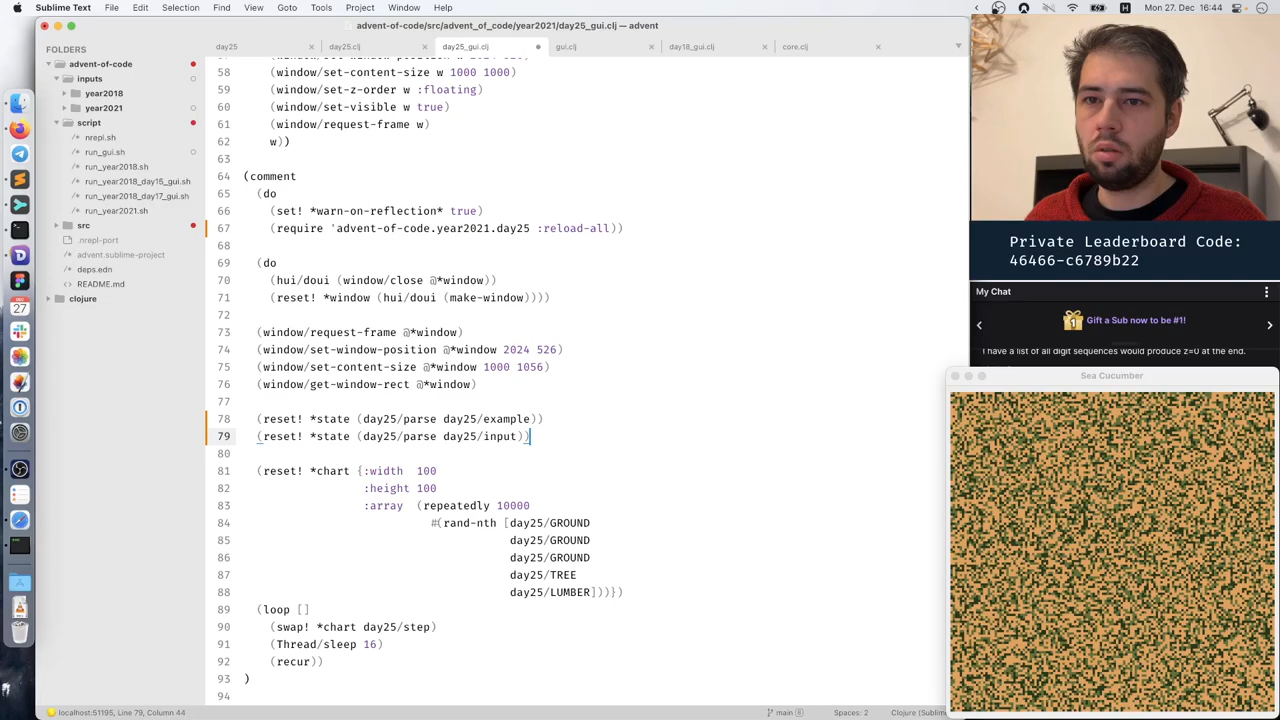 Sublime Text File Edit Selection Find View Goto Tools Project Window Help
Mon 27. Dec 16:44
advent-of-code/src/advent_of_code/year2021/day25_gui.clj — advent
day25 day25.clj day25_gui.clj gui.clj day18_gui.clj core.clj
FOLDERS
advent-of-code
inputs
year2018
year2021
script
nrepl.sh
run_gui.sh
run_year2018.sh
run_year2018_day15_gui.sh
run_year2018_day17_gui.sh
run_year2021.sh
src
.nrepl-port
advent.sublime-project
deps.edn
README.md
clojure
58 (window/set-content-size w 1000 1000)
59 (window/set-z-order w :floating)
60 (window/set-visible w true)
61 (window/request-frame w)
62 w))
63
64 (comment
65 (do
66 (set! *warn-on-reflection* true)
67 (require 'advent-of-code.year2021.day25 :reload-all))
68
69 (do
70 (hui/doui (window/close @*window))
71 (reset! *window (hui/doui (make-window))))
72
73 (window/request-frame @*window)
74 (window/set-window-position @*window 2024 526)
75 (window/set-content-size @*window 1000 1056)
76 (window/get-window-rect @*window)
77
78 (reset! *state (day25/parse day25/example))
79 (reset! *state (day25/parse day25/input))
80
81 (reset! *chart {:width 100
82 :height 100
83 :array (repeatedly 10000
84 #(rand-nth [day25/GROUND
85 day25/GROUND
86 day25/GROUND
87 day25/TREE
88 day25/LUMBER]))})
89 (loop []
90 (swap! *chart day25/step)
91 (Thread/sleep 16)
92 (recur))
93 )
94
localhost:51195, Line 79, Column 44
main 8
Spaces: 2
Clojure (Sublime
Private Leaderboard Code:
46466-c6789b22
My Chat
1
Gift a Sub now to be #1!
I have a list of all digit sequences would produce z=0 at the end.
Sea Cucumber
DEC
27